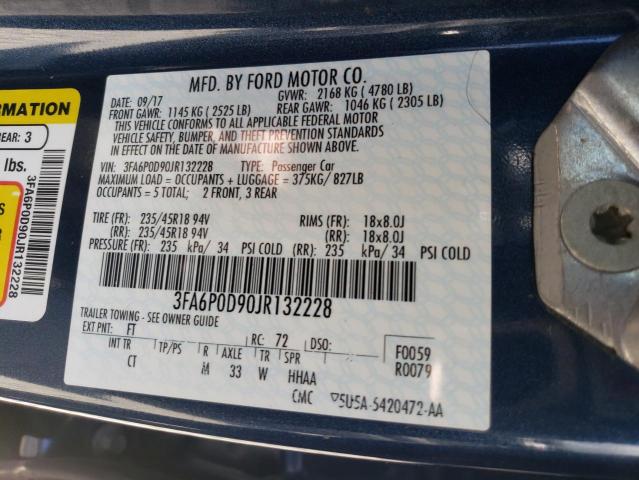 MFD. BY FORD MOTOR CO.
DATE: 09/17 GVWR: 2168 KG ( 4780 LB)
FRONT GAWR: 1145 KG ( 2525 LB) REAR GAWR: 1046 KG ( 2305 LB)
THIS VEHICLE CONFORMS TO ALL APPLICABLE FEDERAL MOTOR
VEHICLE SAFETY, BUMPER, AND THEFT PREVENTION STANDARDS
IN EFFECT ON THE DATE OF MANUFACTURE SHOWN ABOVE.
VIN: 3FA6P0D90JR132228 TYPE: Passenger Car
MAXIMUM LOAD = OCCUPANTS + LUGGAGE = 375KG/ 827LB
OCCUPANTS = 5 TOTAL; 2 FRONT, 3 REAR
TIRE (FR): 235/45R18 94V RIMS (FR): 18x8.0J
(RR): 235/45R18 94V (RR): 18x8.0J
PRESSURE (FR): 235 kPa/ 34 PSI COLD (RR): 235 kPa/ 34 PSI COLD
3FA6P0D90JR132228
TRAILER TOWING - SEE OWNER GUIDE
EXT PNT: FT RC: 72 DSO: F0059
INT TR TP/PS R AXLE TR SPR R0079
CT M 33 W HHAA
CMC 5U5A-5420472-AA
RMATION
REAR: 3
lbs.
3FA6P0D90JR132228